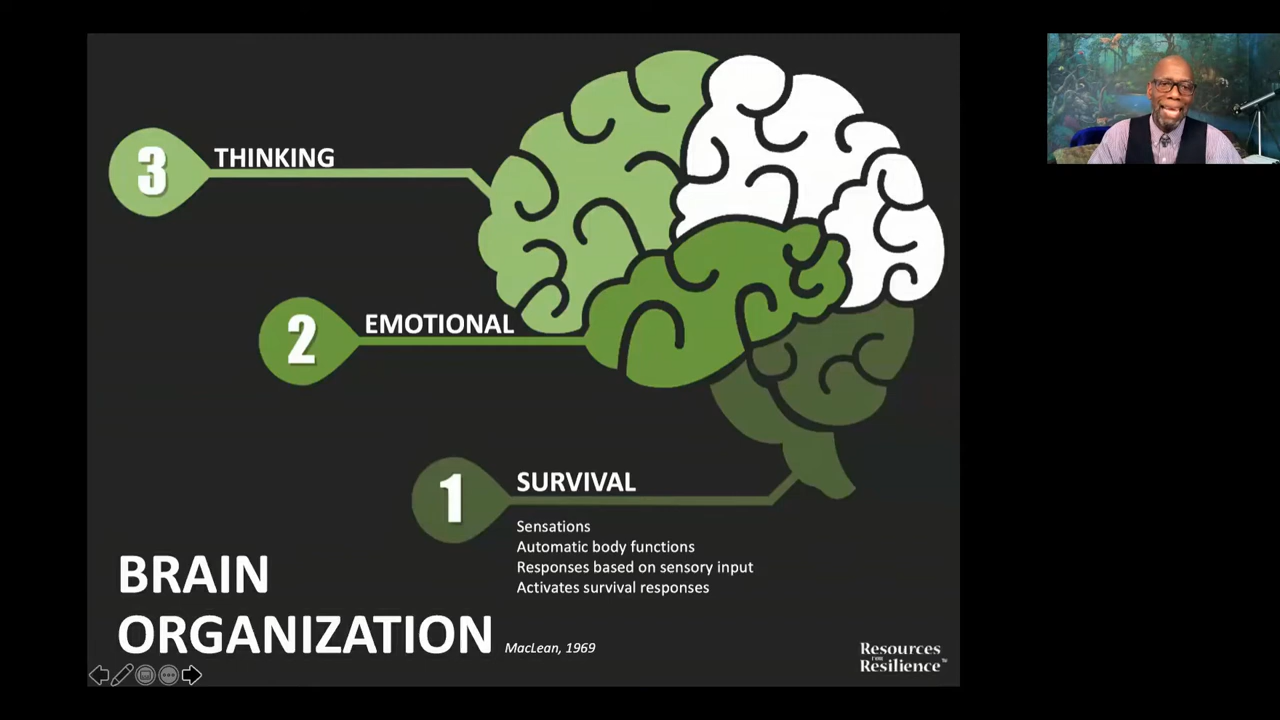 3 THINKING
2 EMOTIONAL
1 SURVIVAL
Sensations
Automatic body functions
Responses based on sensory input
Activates survival responses
BRAIN
ORGANIZATION MacLean, 1969
Resources
FOR
Resilience